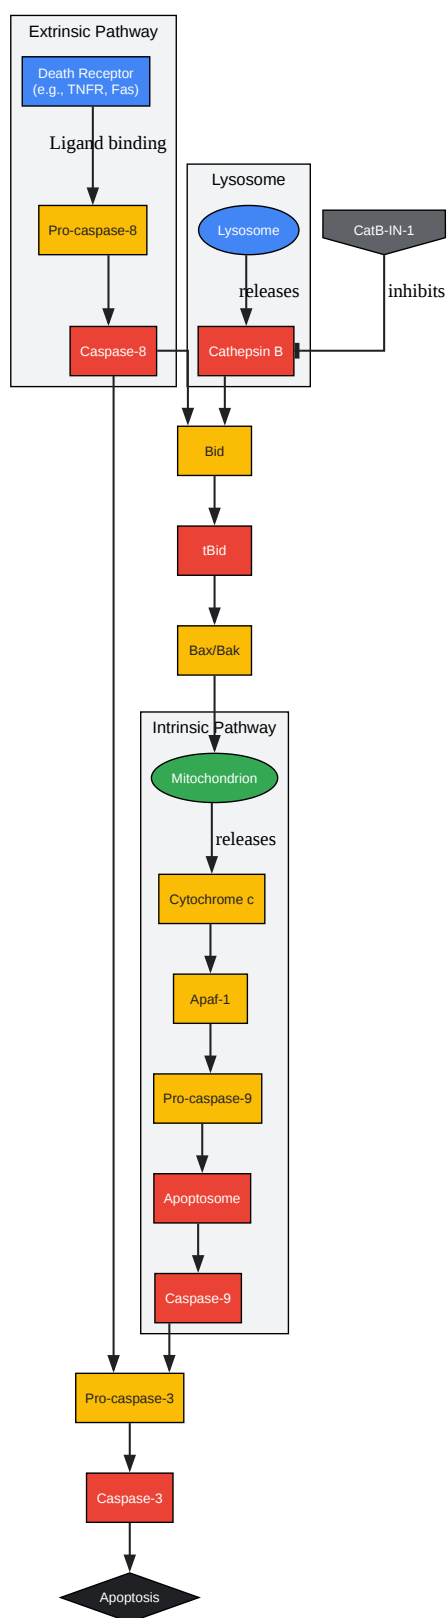 Extrinsic Pathway
Death Receptor
(e.g., TNFR, Fas)
Ligand binding
Pro-caspase-8
Caspase-8
Lysosome
Lysosome
releases
Cathepsin B
CatB-IN-1
inhibits
Bid
tBid
Bax/Bak
Intrinsic Pathway
Mitochondrion
releases
Cytochrome c
Apaf-1
Pro-caspase-9
Apoptosome
Caspase-9
Pro-caspase-3
Caspase-3
Apoptosis